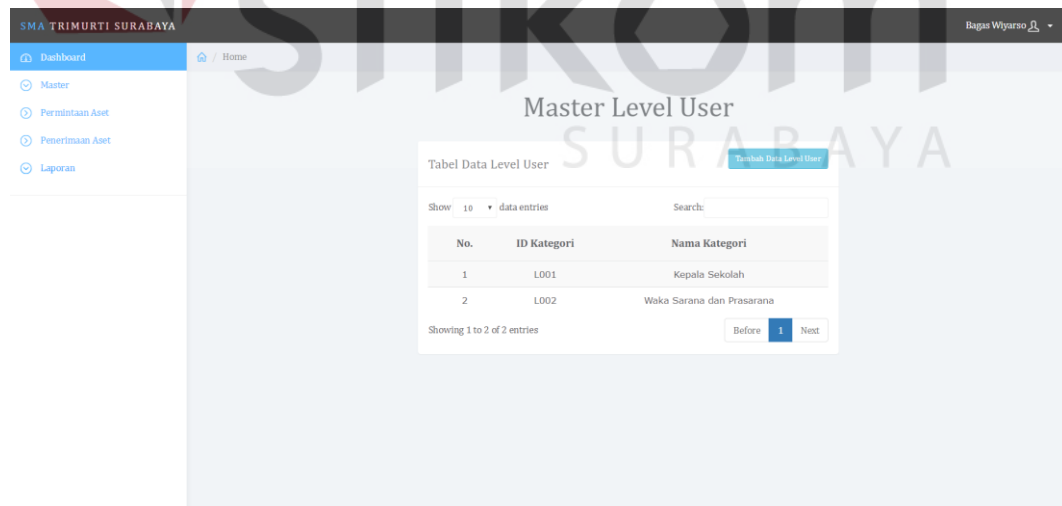 SMA TRIMURTI SURABAYA
Bagas Wiyarso
Dashboard
/ Home
Master
Permintaan Aset
Penerimaan Aset
Laporan
stikom
SURABAYA
Master Level User
Tabel Data Level User
Tambah Data Level User
Show 10 data entries
Search:
No. ID Kategori Nama Kategori
1 L001 Kepala Sekolah
2 L002 Waka Sarana dan Prasarana
Showing 1 to 2 of 2 entries
Before 1 Next